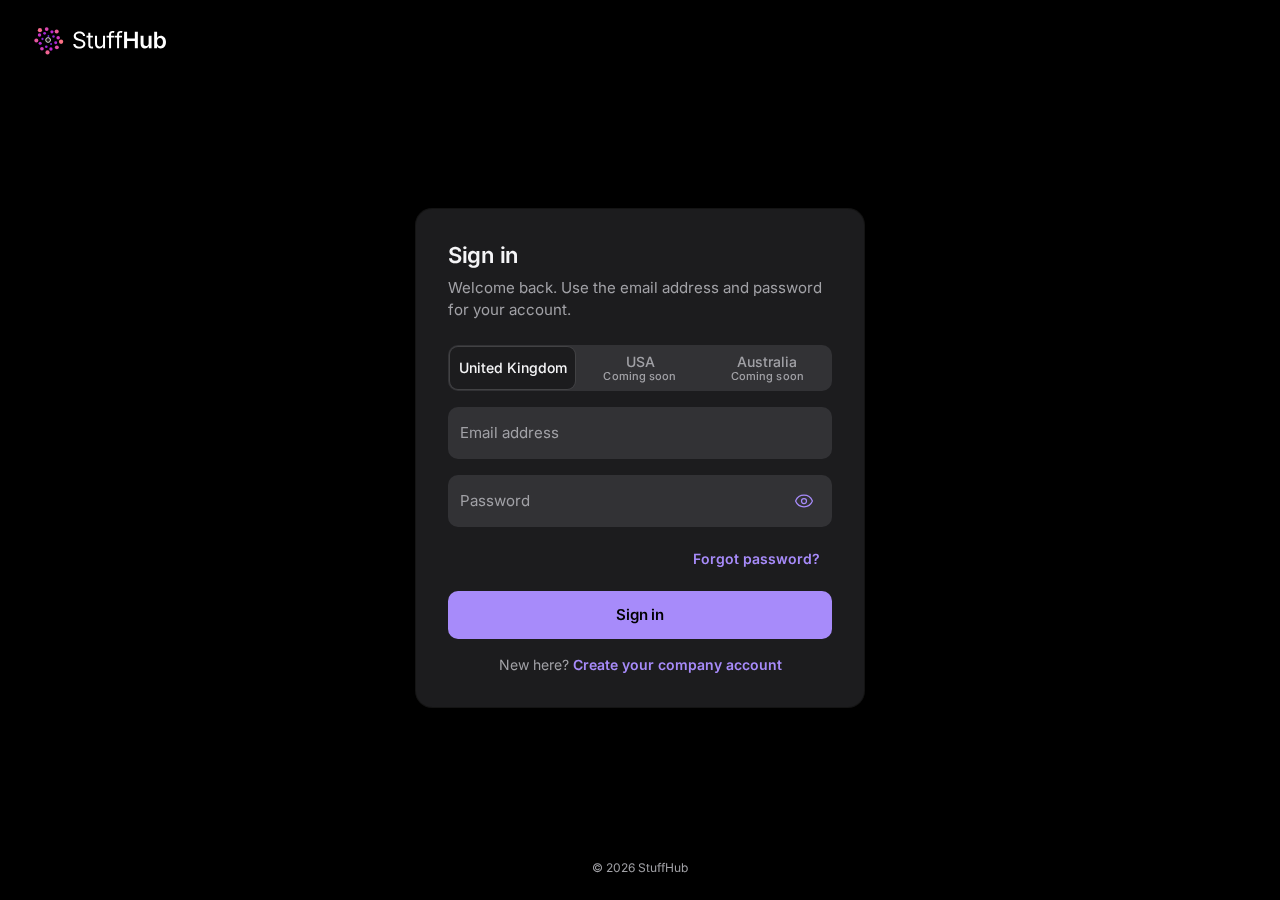 StuffHub
Sign in
Welcome back. Use the email address and password
for your account.
United Kingdom
USA
Coming soon
Australia
Coming soon
Email address
Password
Forgot password?
Sign in
New here? Create your company account
© 2026 StuffHub